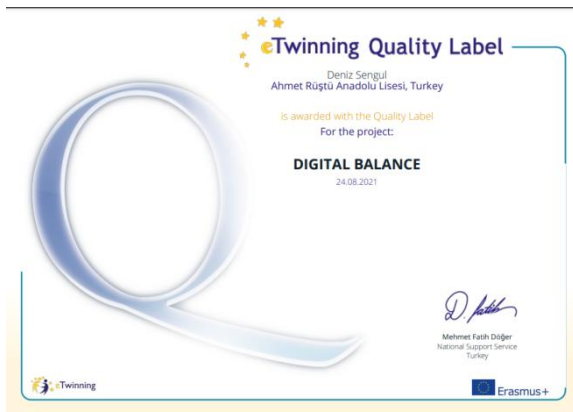 eTwinning Quality Label
Deniz Sengul
Ahmet Rüştü Anadolu Lisesi, Turkey
is awarded with the Quality Label
For the project:
DIGITAL BALANCE
24.08.2021
D. Fatih
Mehmet Fatih Döğer
National Support Service
Turkey
eTwinning
Erasmus+